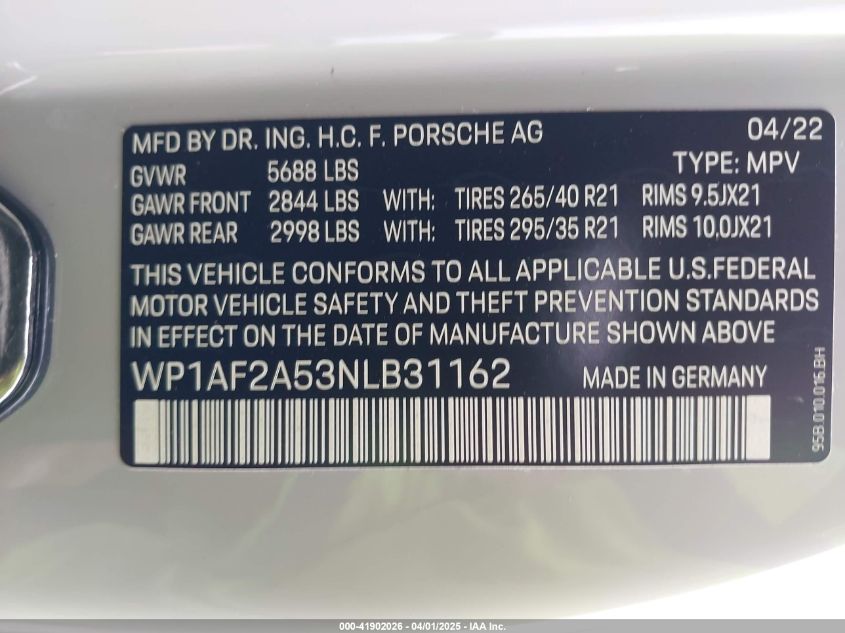 MFD BY DR. ING. H.C. F. PORSCHE AG 04/22
GVWR 5688 LBS TYPE: MPV
GAWR FRONT 2844 LBS WITH: TIRES 265/40 R21 RIMS 9.5JX21
GAWR REAR 2998 LBS WITH: TIRES 295/35 R21 RIMS 10,0JX21
THIS VEHICLE CONFORMS TO ALL APPLICABLE U.S.FEDERAL
MOTOR VEHICLE SAFETY AND THEFT PREVENTION STANDARDS
IN EFFECT ON THE DATE OF MANUFACTURE SHOWN ABOVE
WP1AF2A53NLB31162 MADE IN GERMANY
95B.010.016.BH
000-41902026 - 04/01/2025 - IAA Inc.